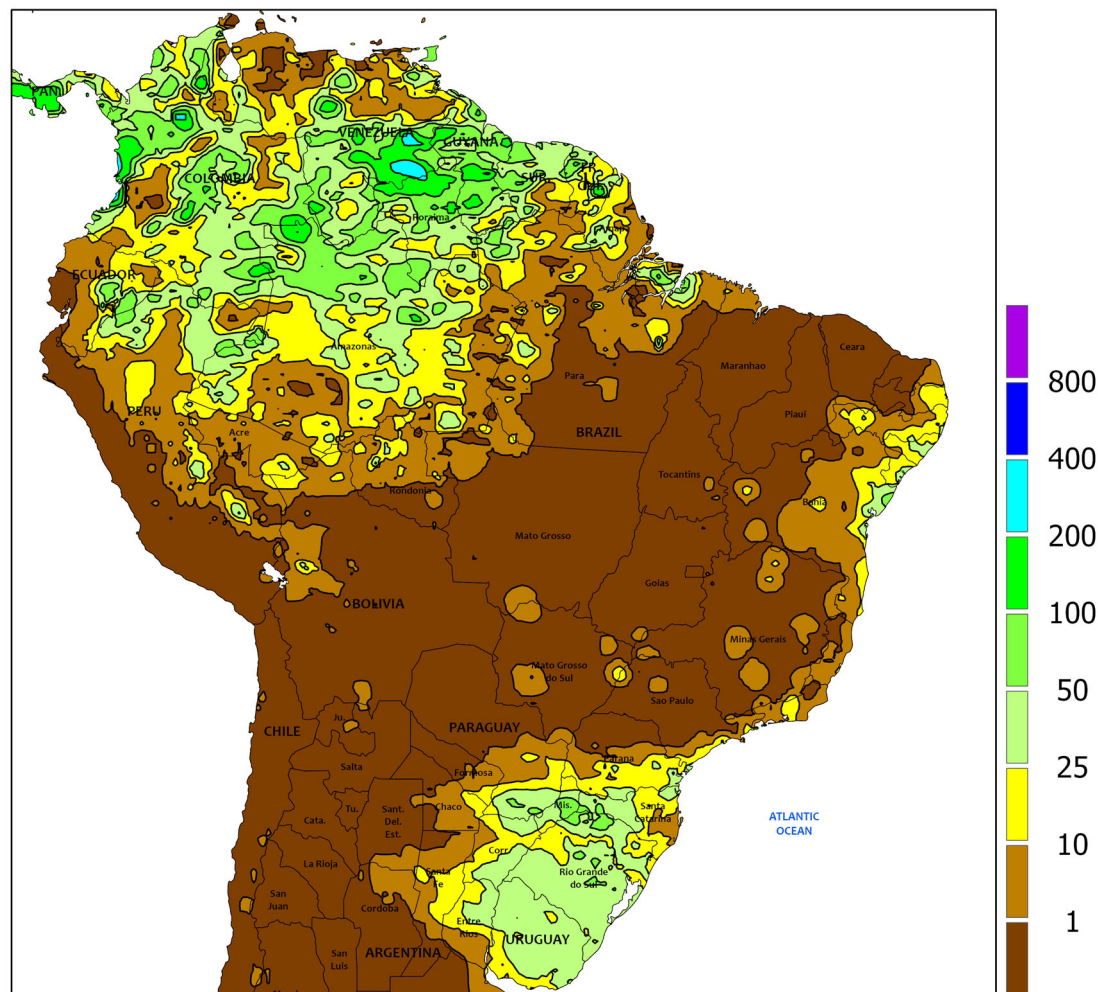 PAN
VENEZUELA
GUYANA
COLOMBIA
SUR.
FR.
GUI.
Roraima
Amapa
ECUADOR
Amazonas
Ceara
Maranhao
Para
PERU
Piaui
Acre
BRAZIL
Tocantins
Rondonia
Bahia
Mato Grosso
Goias
BOLIVIA
Minas Gerais
Mato Grosso
do Sul
Sao Paulo
Ju.
CHILE
PARAGUAY
Parana
Salta
Formosa
Cata.
Tu.
Sant.
Del.
Est.
Chaco
Mis.
Santa
Catarina
ATLANTIC
OCEAN
Corr.
La Rioja
Santa
Fe
Rio Grande
do Sul
San
Juan
Cordoba
Entre
Rios
URUGUAY
ARGENTINA
San
Luis
800
400
200
100
50
25
10
1